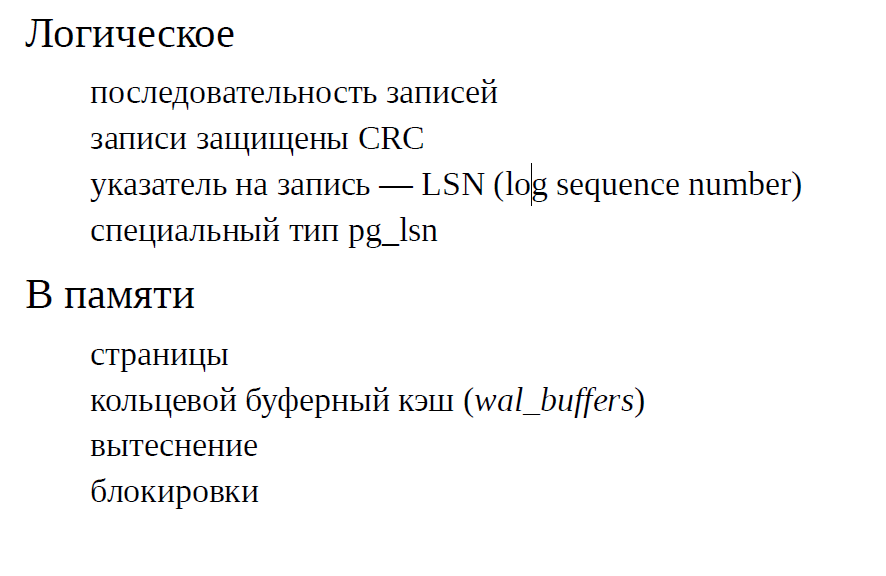 Логическое
последовательность записей
записи защищены CRC
указатель на запись — LSN (log sequence number)
специальный тип pg_lsn
В памяти
страницы
кольцевой буферный кэш (wal_buffers)
вытеснение
блокировки